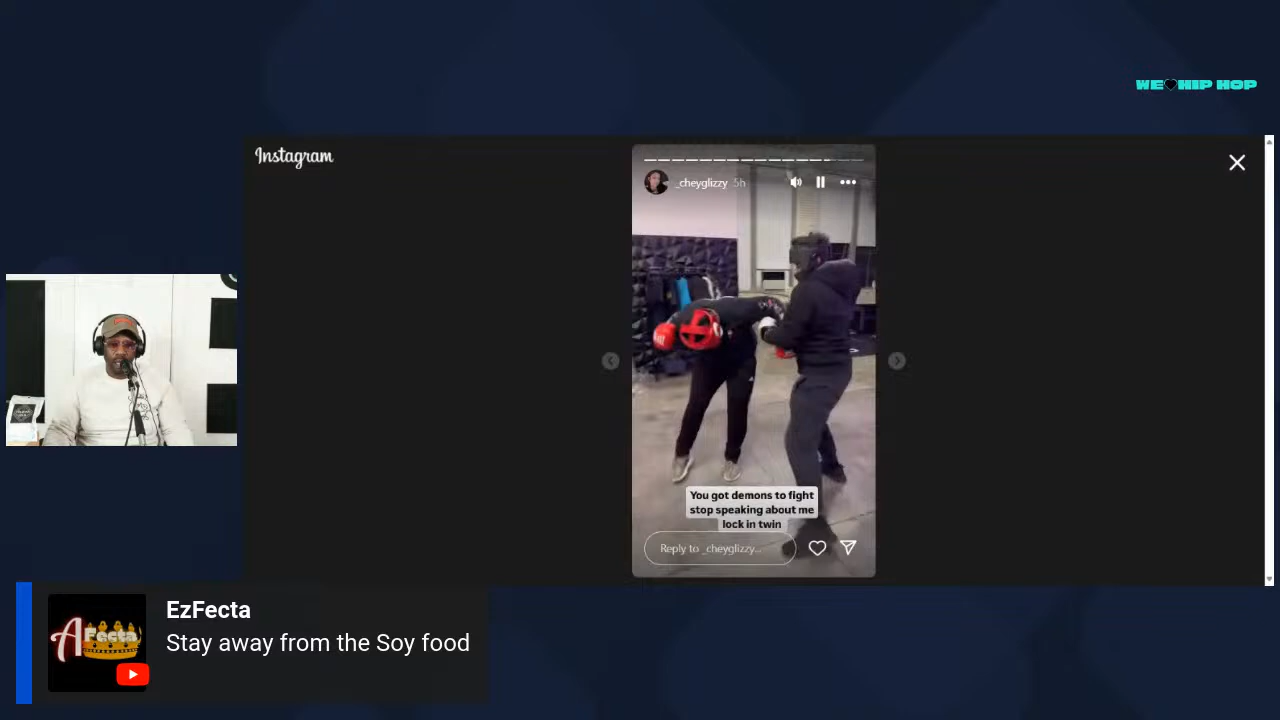 WE HIP HOP
Instagram
_cheyglizzy 5h
You got demons to fight
stop speaking about me
lock in twin
Reply to _cheyglizzy...
EzFecta
Stay away from the Soy food
AFecta